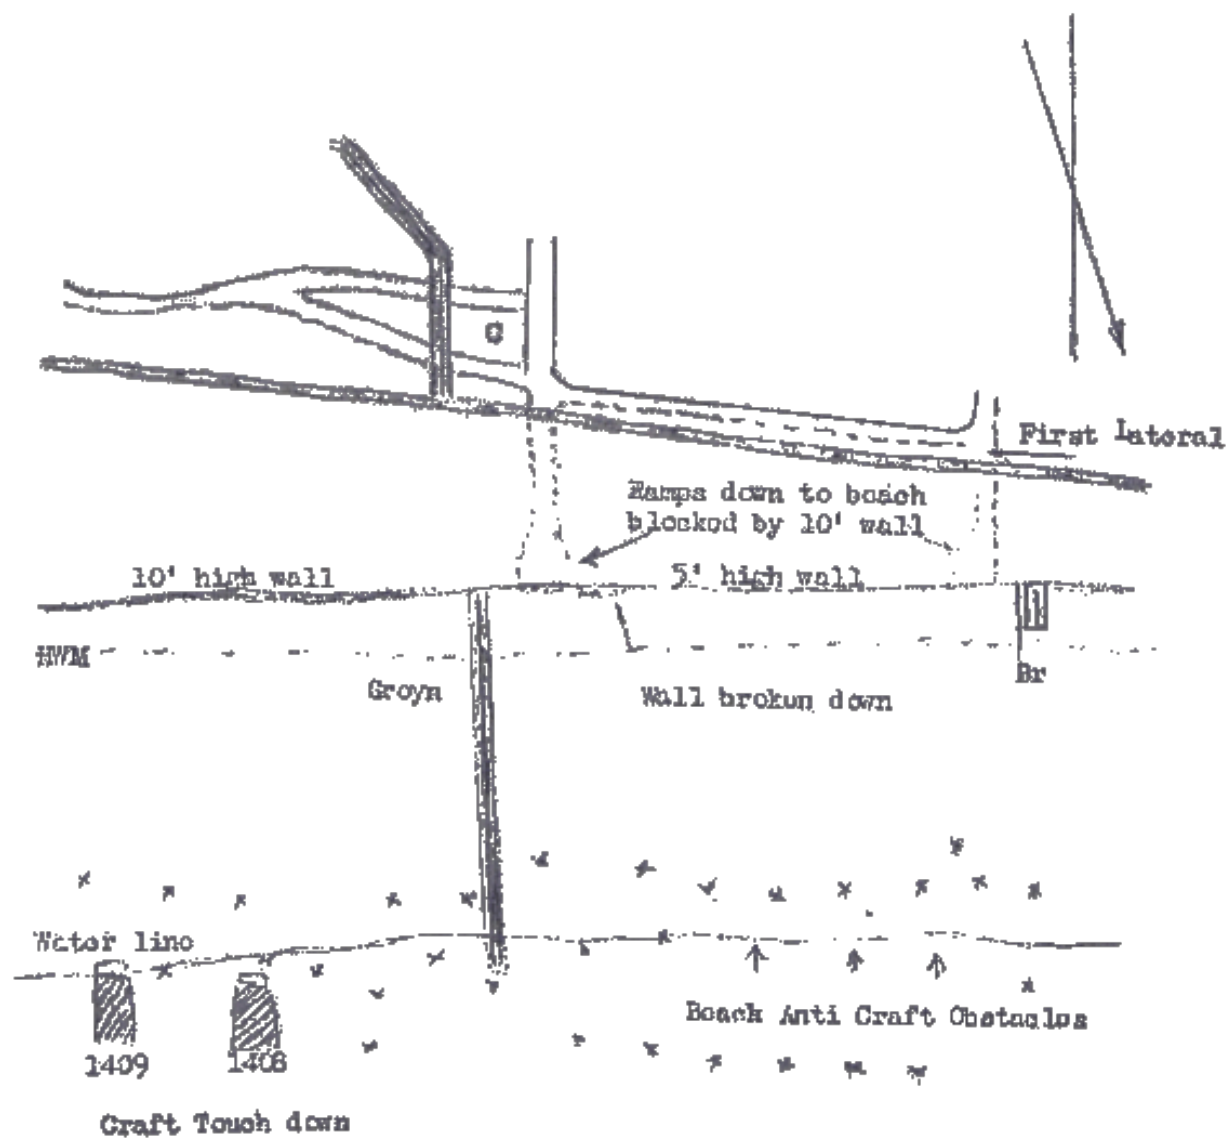 G
First Lateral
Ramps down to beach
blocked by 10' wall
10' high wall
5' high wall
HWM
Groyn
Wall broken down
Br
Water line
Beach Anti Craft Obstacles
1409
1408
Craft Touch down